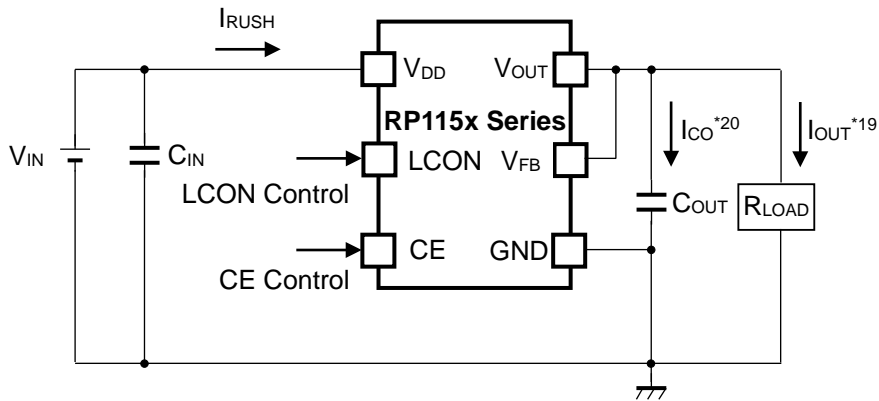 IRUSH
VDD
VOUT
RP115x Series
ICO*20
IOUT*19
VIN
CIN
LCON
VFB
LCON Control
COUT
RLOAD
CE
GND
CE Control